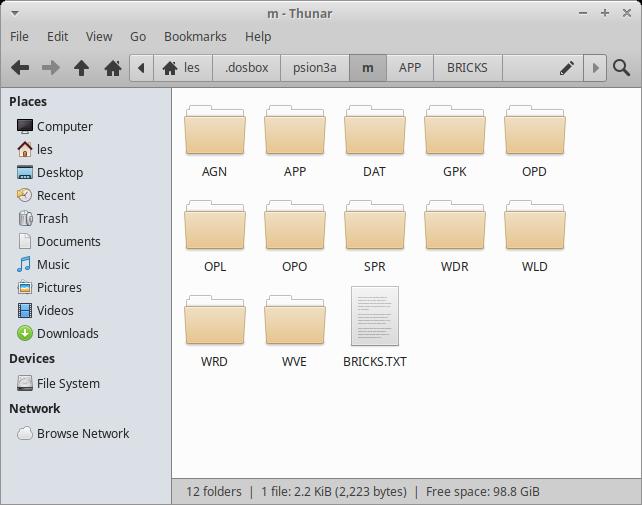 m - Thunar
File Edit View Go Bookmarks Help
les .dosbox psion3a m APP BRICKS
Places
Computer
les
Desktop
Recent
Trash
Documents
Music
Pictures
Videos
Downloads
Devices
File System
Network
Browse Network
AGN APP DAT GPK OPD
OPL OPO SPR WDR WLD
WRD WVE BRICKS.TXT
12 folders | 1 file: 2.2 KiB (2,223 bytes) | Free space: 98.8 GiB